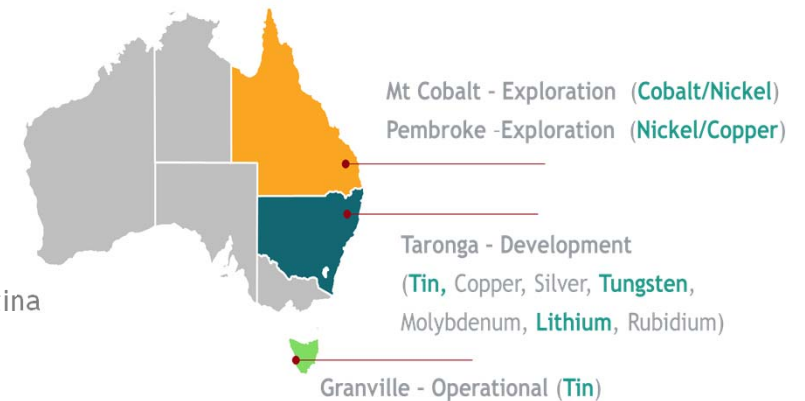 Mt Cobalt - Exploration (Cobalt/Nickel)
Pembroke -Exploration (Nickel/Copper)
Taronga - Development
(Tin, Copper, Silver, Tungsten,
Molybdenum, Lithium, Rubidium)
Granville - Operational (Tin)